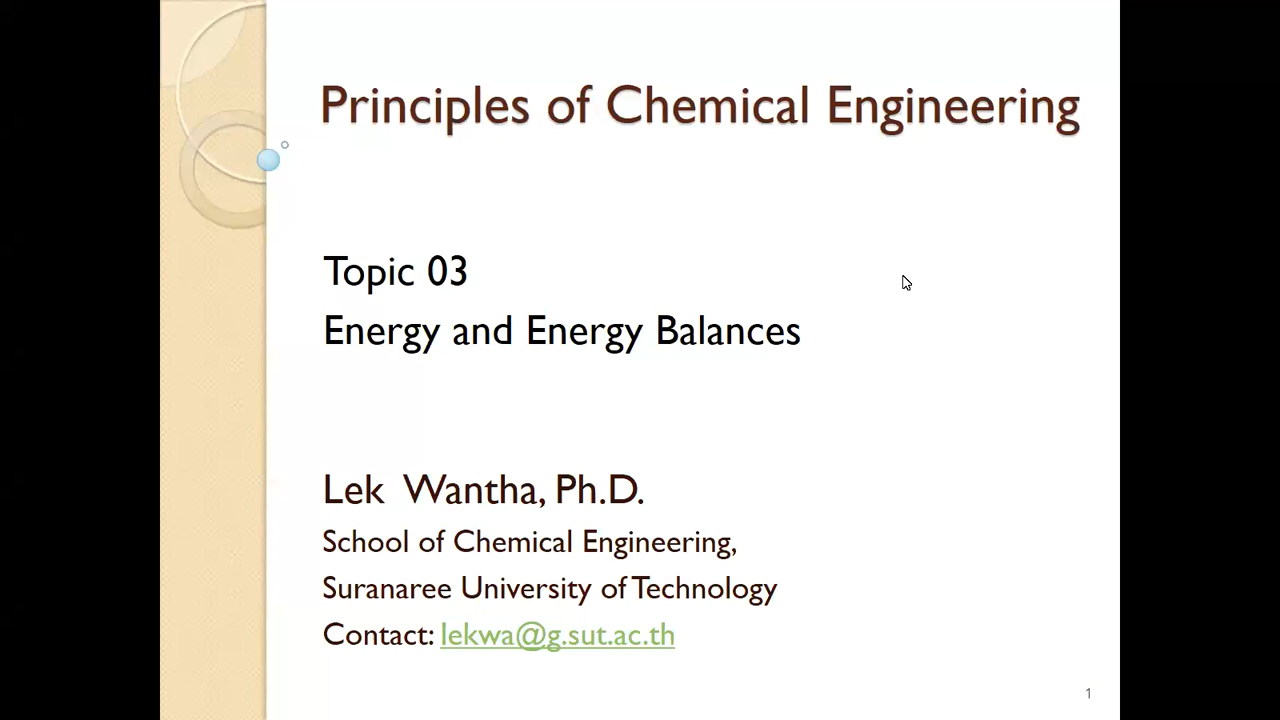 Principles of Chemical Engineering
Topic 03
Energy and Energy Balances
Lek Wantha, Ph.D.
School of Chemical Engineering,
Suranaree University of Technology
Contact: lekwa@g.sut.ac.th
1